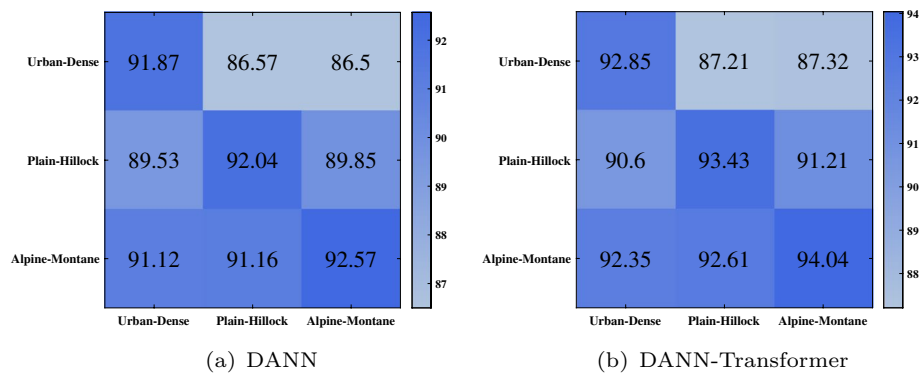 Urban-Dense 91.87 86.57 86.5
Plain-Hillock 89.53 92.04 89.85
Alpine-Montane 91.12 91.16 92.57
Urban-Dense Plain-Hillock Alpine-Montane
92
91
90
89
88
87
(a) DANN
Urban-Dense 92.85 87.21 87.32
Plain-Hillock 90.6 93.43 91.21
Alpine-Montane 92.35 92.61 94.04
Urban-Dense Plain-Hillock Alpine-Montane
94
93
92
91
90
89
88
(b) DANN-Transformer